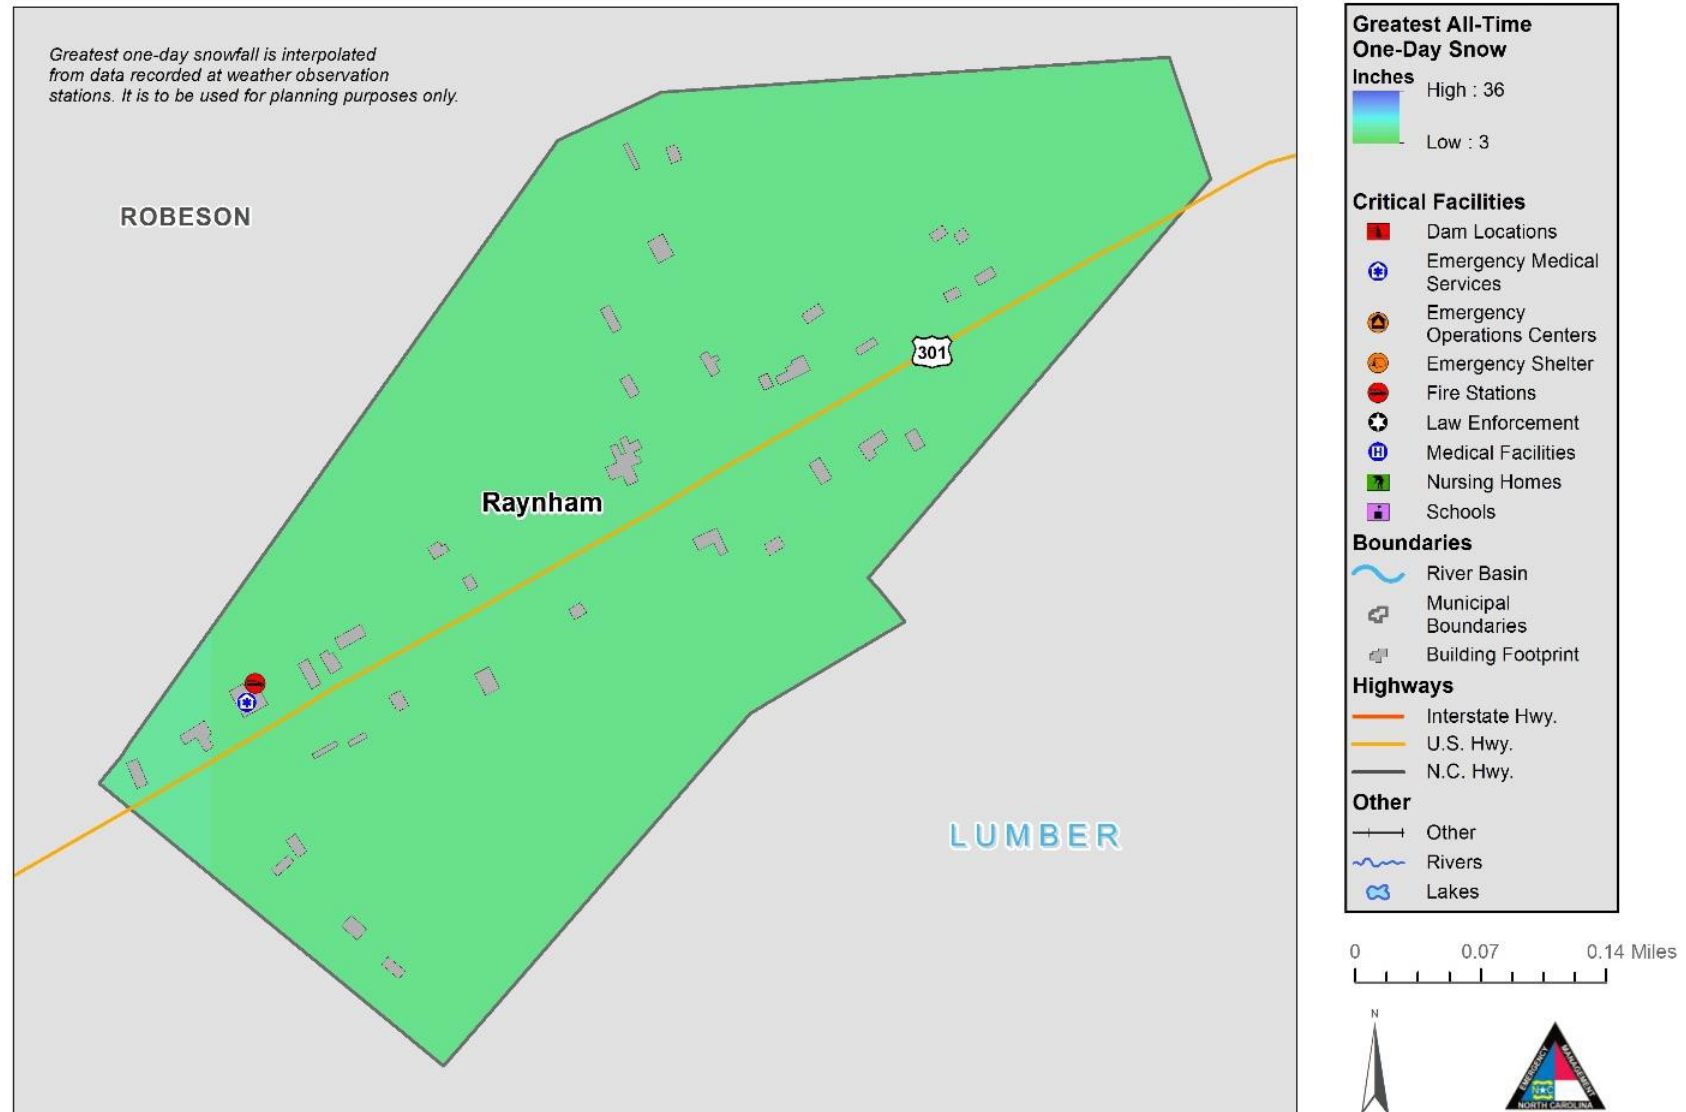 Greatest one-day snowfall is interpolated
from data recorded at weather observation
stations. It is to be used for planning purposes only.
ROBESON
301
Raynham
LUMBER
Greatest All-Time
One-Day Snow
Inches
High : 36
Low : 3
Critical Facilities
Dam Locations
Emergency Medical
Services
Emergency
Operations Centers
Emergency Shelter
Fire Stations
Law Enforcement
H
Medical Facilities
Nursing Homes
Schools
Boundaries
River Basin
Municipal
Boundaries
Building Footprint
Highways
Interstate Hwy.
U.S. Hwy.
N.C. Hwy.
Other
Other
Rivers
Lakes
0 0.07 0.14 Miles
N
EMERGENCY
MANAGEMENT
N★C
NORTH CAROLINA